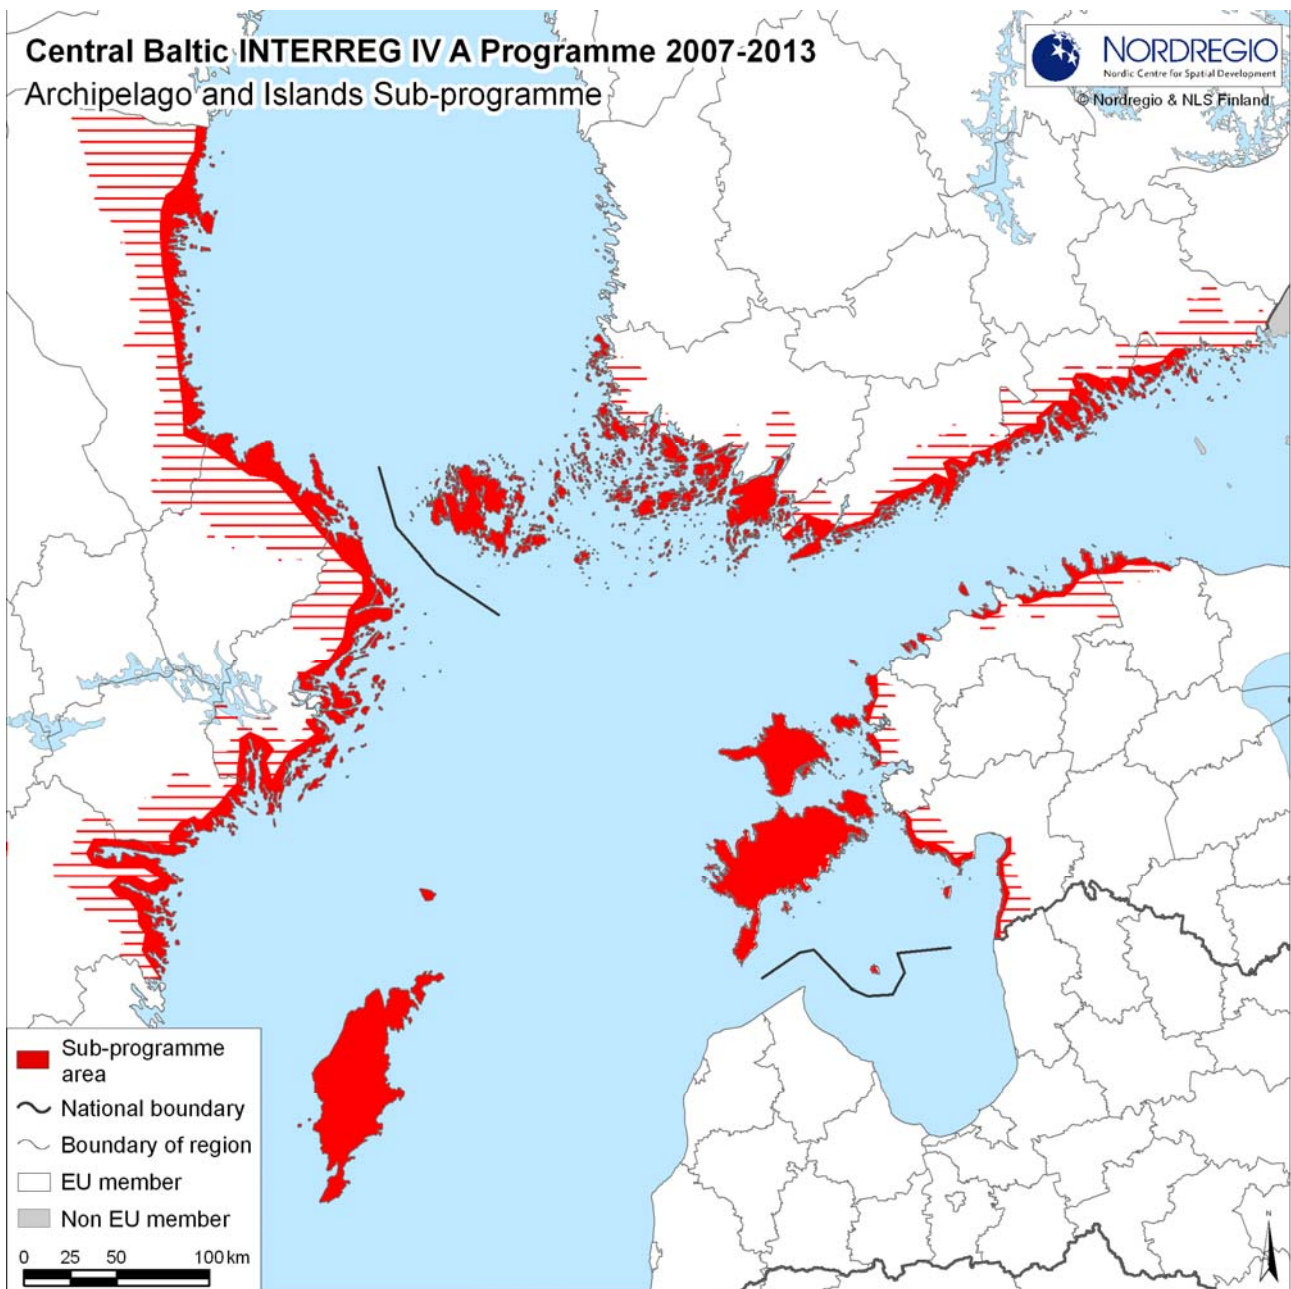 Central Baltic INTERREG IV A Programme 2007-2013
Archipelago and Islands Sub-programme
NORDREGIO
Nordic Centre for Spatial Development
© Nordregio & NLS Finland
Sub-programme
area
National boundary
Boundary of region
EU member
Non EU member
0 25 50 100 km
N